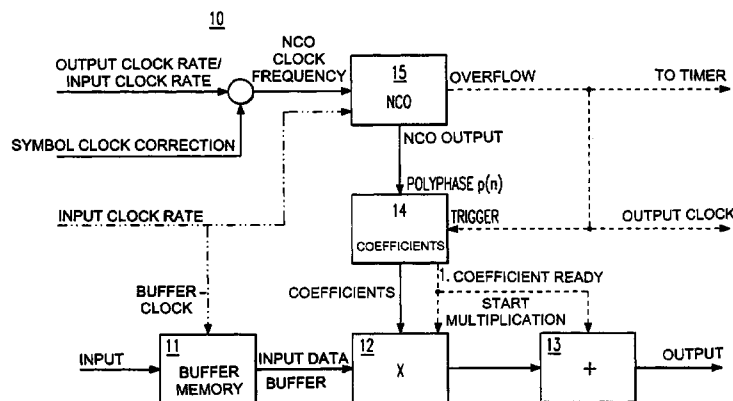 10
OUTPUT CLOCK RATE/
INPUT CLOCK RATE
NCO
CLOCK
FREQUENCY
15
NCO
OVERFLOW
TO TIMER
SYMBOL CLOCK CORRECTION
NCO OUTPUT
POLYPHASE p(n)
INPUT CLOCK RATE
14
COEFFICIENTS
TRIGGER
OUTPUT CLOCK
BUFFER
CLOCK
COEFFICIENTS
1. COEFFICIENT READY
START
MULTIPLICATION
INPUT
11
BUFFER
MEMORY
INPUT DATA
BUFFER
12
X
13
+
OUTPUT